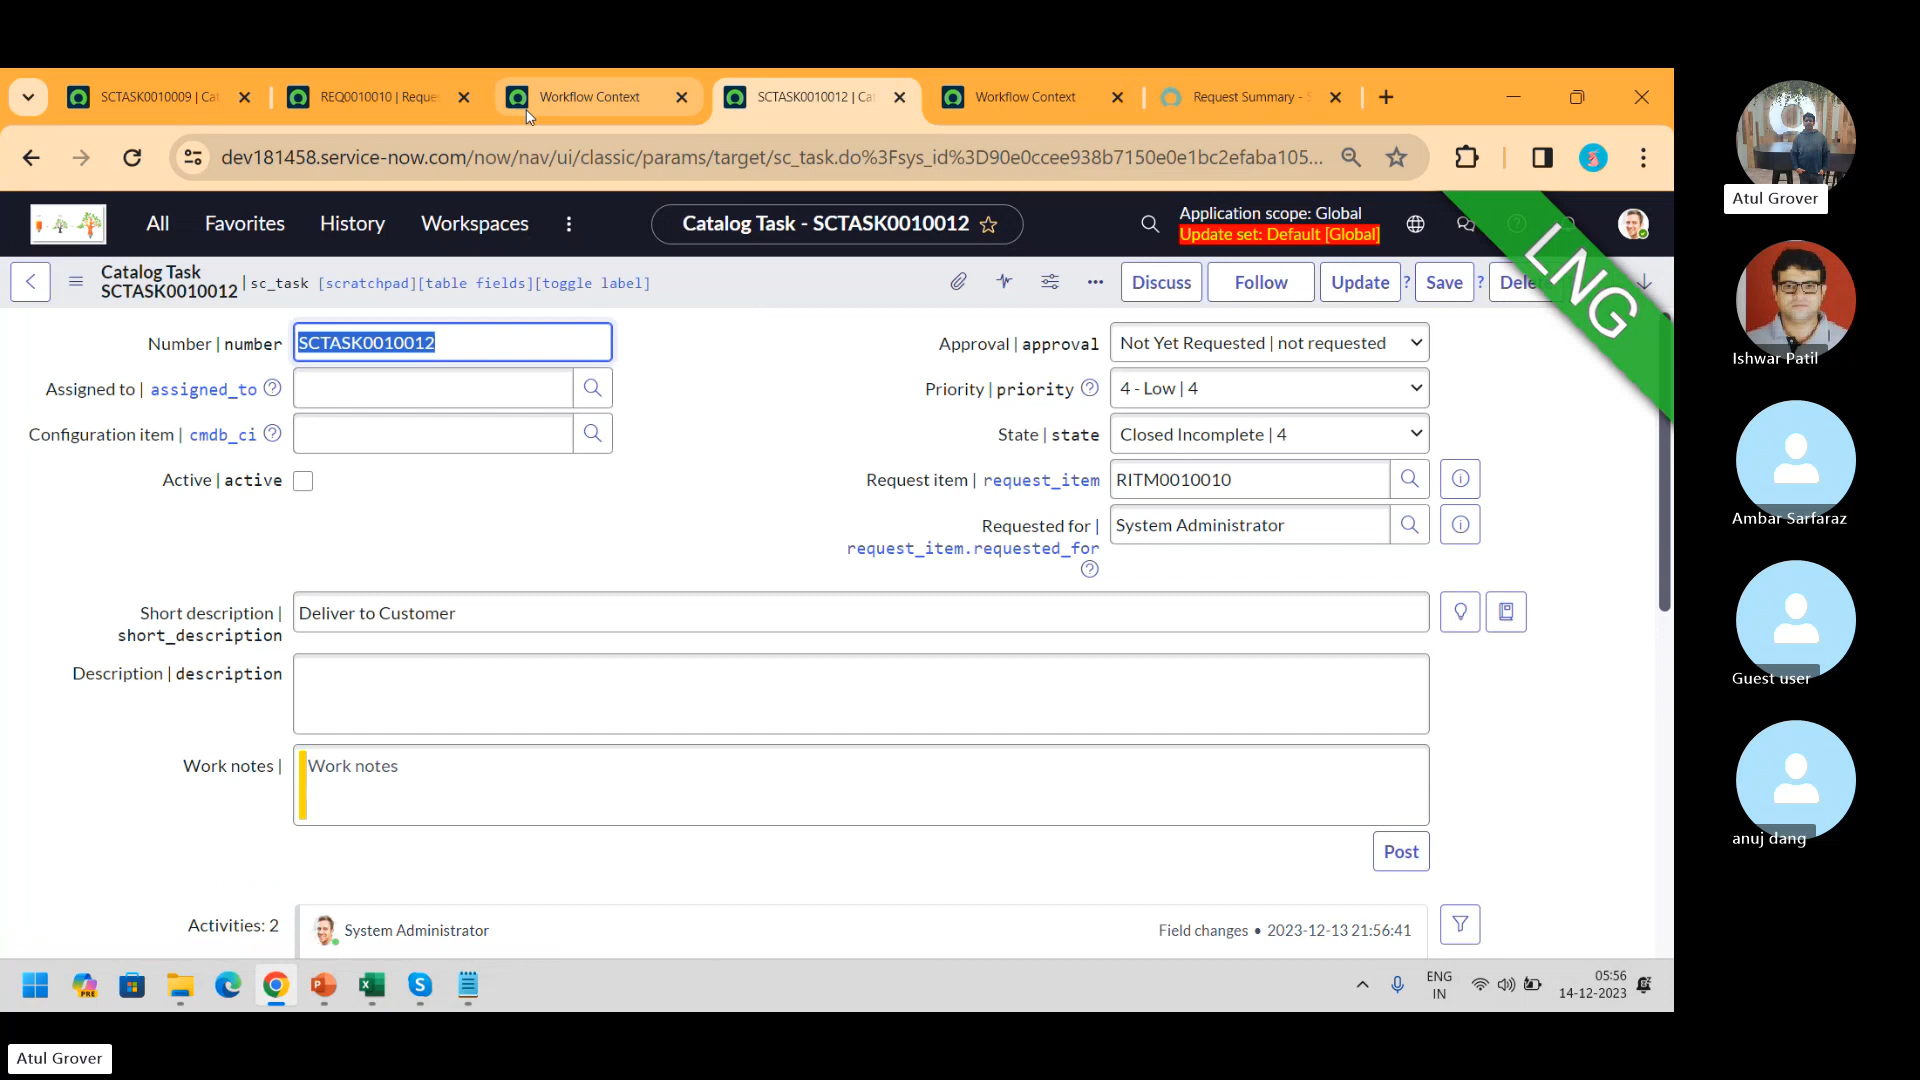 SCTASK0010009 | Cat
REQ0010010 | Reques
Workflow Context
SCTASK0010012 | Cat
Workflow Context
Request Summary - S
dev181458.service-now.com/now/nav/ui/classic/params/target/sc_task.do%3Fsys_id%3D90e0ccee938b7150e0e1bc2efaba105...
All
Favorites
History
Workspaces
Catalog Task - SCTASK0010012
Application scope: Global
Update set: Default [Global]
LNG
Catalog Task
SCTASK0010012
| sc_task [scratchpad][table fields][toggle label]
Discuss
Follow
Update
?
Save
?
Delete
Number | number
SCTASK0010012
Approval | approval
Not Yet Requested | not requested
Assigned to | assigned_to
Priority | priority
4 - Low | 4
Configuration item | cmdb_ci
State | state
Closed Incomplete | 4
Active | active
Request item | request_item
RITM0010010
Requested for |
request_item.requested_for
System Administrator
Short description |
short_description
Deliver to Customer
Description | description
Work notes |
Work notes
Post
Activities: 2
System Administrator
Field changes • 2023-12-13 21:56:41
PRE
ENG
IN
05:56
14-12-2023
Atul Grover
Ishwar Patil
Ambar Sarfaraz
Guest user
anuj dang
Atul Grover